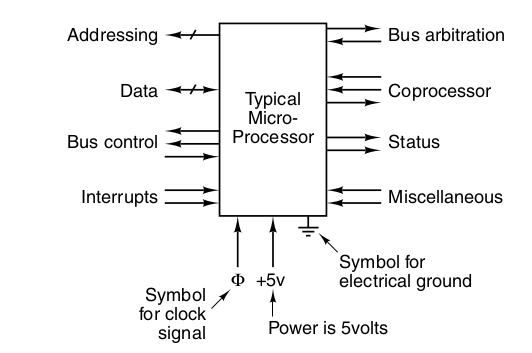 Addressing
Bus arbitration
Data
Coprocessor
Typical
Micro-
Processor
Bus control
Status
Interrupts
Miscellaneous
Φ +5v
Symbol for
electrical ground
Symbol
for clock
signal
Power is 5volts